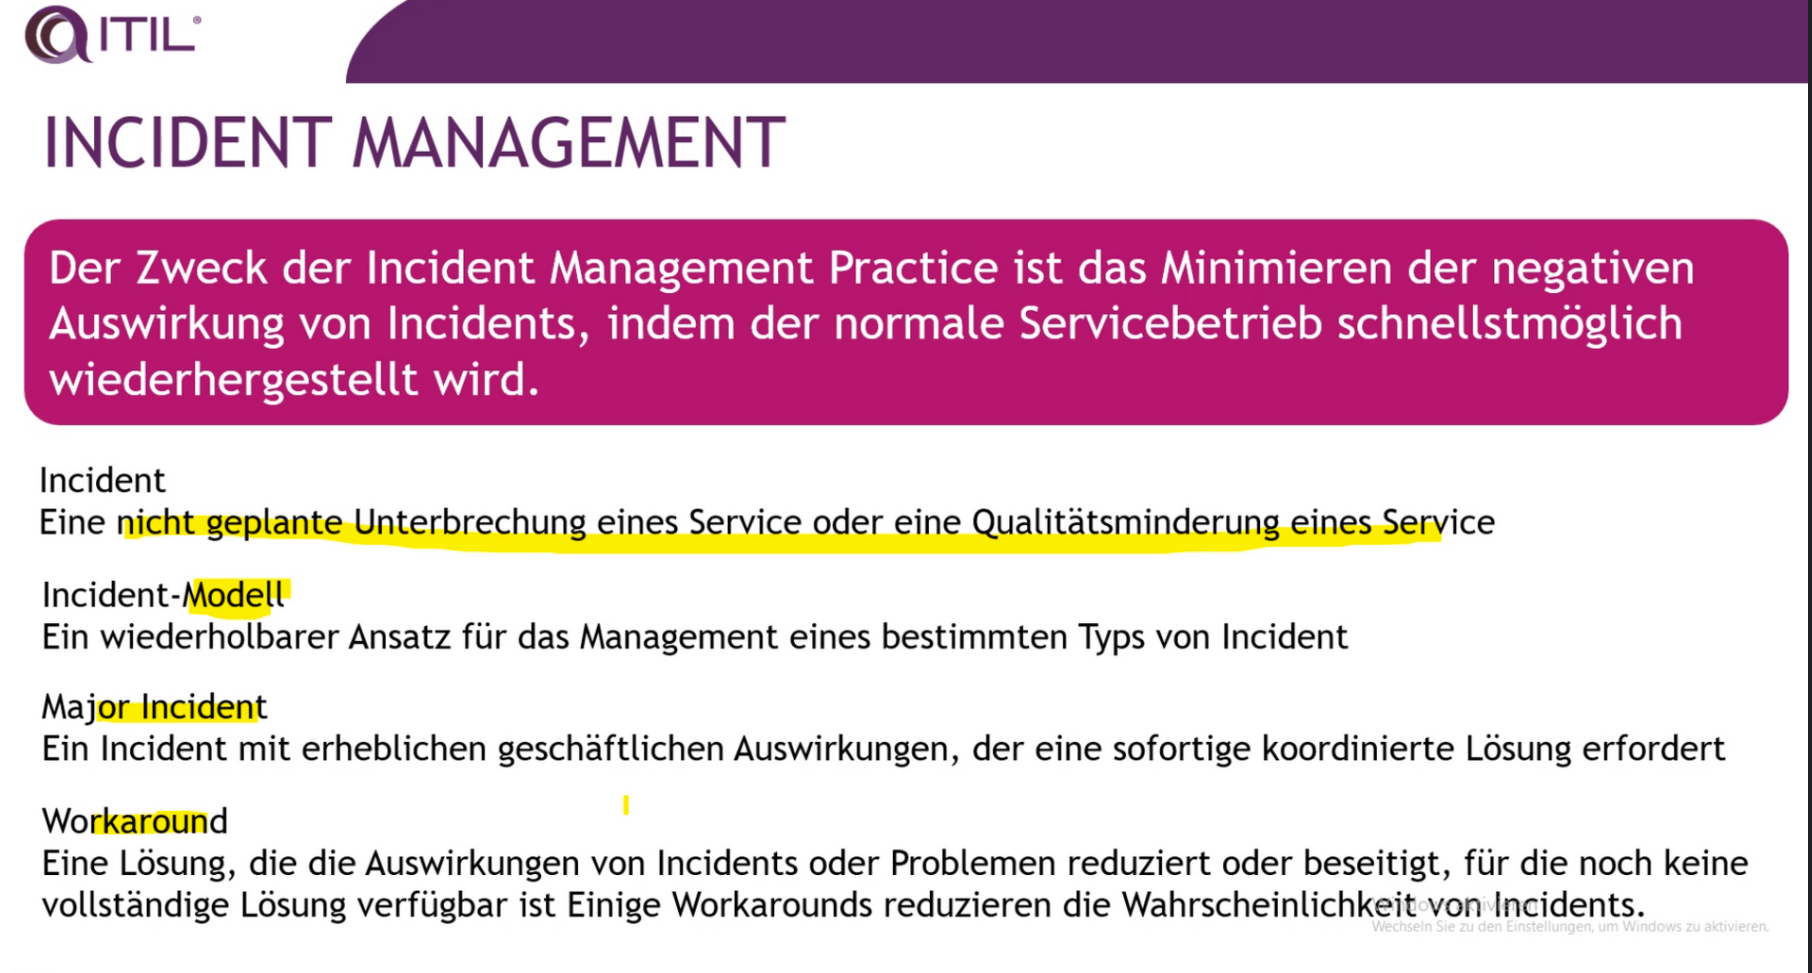 ITIL®
INCIDENT MANAGEMENT
Der Zweck der Incident Management Practice ist das Minimieren der negativen
Auswirkung von Incidents, indem der normale Servicebetrieb schnellstmöglich
wiederhergestellt wird.
Incident
Eine nicht geplante Unterbrechung eines Service oder eine Qualitätsminderung eines Service
Incident-Modell
Ein wiederholbarer Ansatz für das Management eines bestimmten Typs von Incident
Major Incident
Ein Incident mit erheblichen geschäftlichen Auswirkungen, der eine sofortige koordinierte Lösung erfordert
Workaround
Eine Lösung, die die Auswirkungen von Incidents oder Problemen reduziert oder beseitigt, für die noch keine
vollständige Lösung verfügbar ist Einige Workarounds reduzieren die Wahrscheinlichkeit von Incidents.
Windows aktivieren
Wechseln Sie zu den Einstellungen, um Windows zu aktivieren.